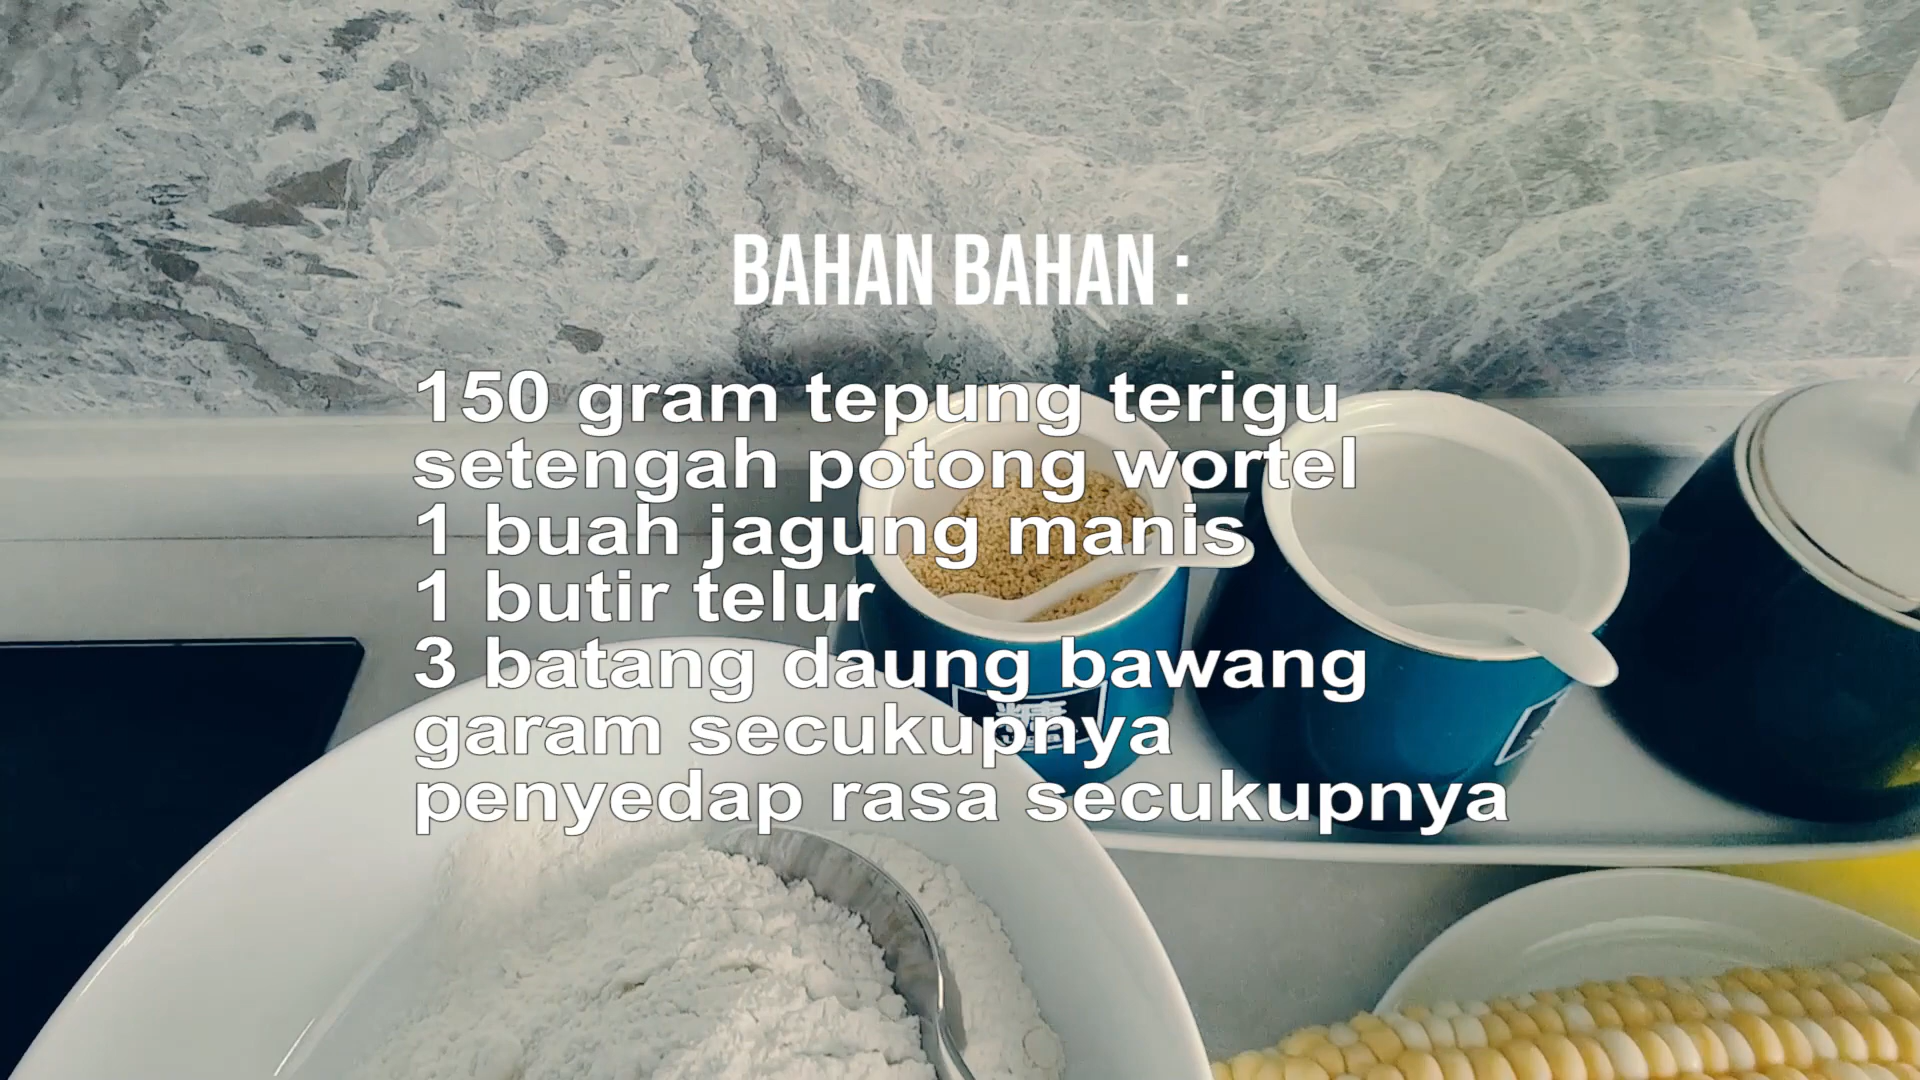 BAHAN BAHAN :
150 gram tepung terigu
setengah potong wortel
1 buah jagung manis
1 butir telur
3 batang daung bawang
garam secukupnya
penyedap rasa secukupnya